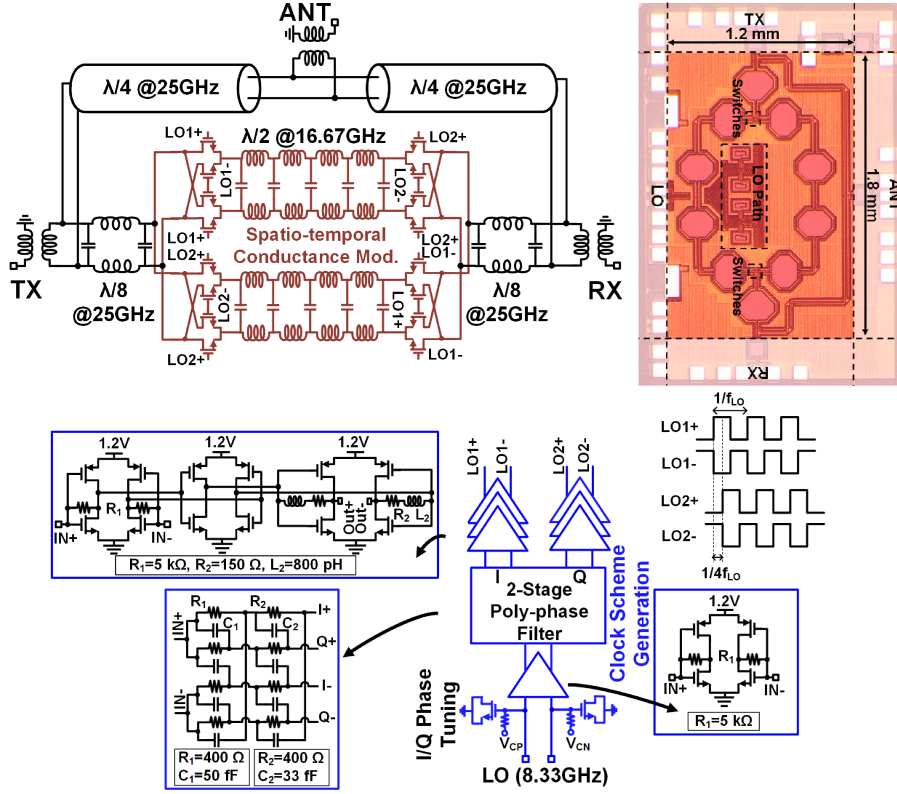 ANT
λ/4 @25GHz
λ/4 @25GHz
LO1+
λ/2 @16.67GHz
LO2+
LO1-
LO2-
LO1+
LO2+
Spatio-temporal
Conductance Mod.
LO2+
LO1-
LO2-
LO1+
LO2+
LO1-
TX
λ/8
@25GHz
λ/8
@25GHz
RX
TX
1.2 mm
Switches
LO
LO Path
1.8 mm
ANT
Switches
RX
1.2V
1.2V
1.2V
R1
IN+
IN-
Out+
Out-
R2
L2
R1=5 kΩ, R2=150 Ω, L2=800 pH
R1
R2
I+
C1
C2
IN+
Q+
I-
IN-
Q-
R1=400 Ω
C1=50 fF
R2=400 Ω
C2=33 fF
LO1+
LO1-
LO2+
LO2-
I
Q
2-Stage
Poly-phase
Filter
Clock Scheme
Generation
I/Q Phase
Tuning
VCP
VCN
LO (8.33GHz)
1/fLO
LO1+
LO1-
LO2+
LO2-
1/4fLO
1.2V
R1
IN+
IN-
R1=5 kΩ